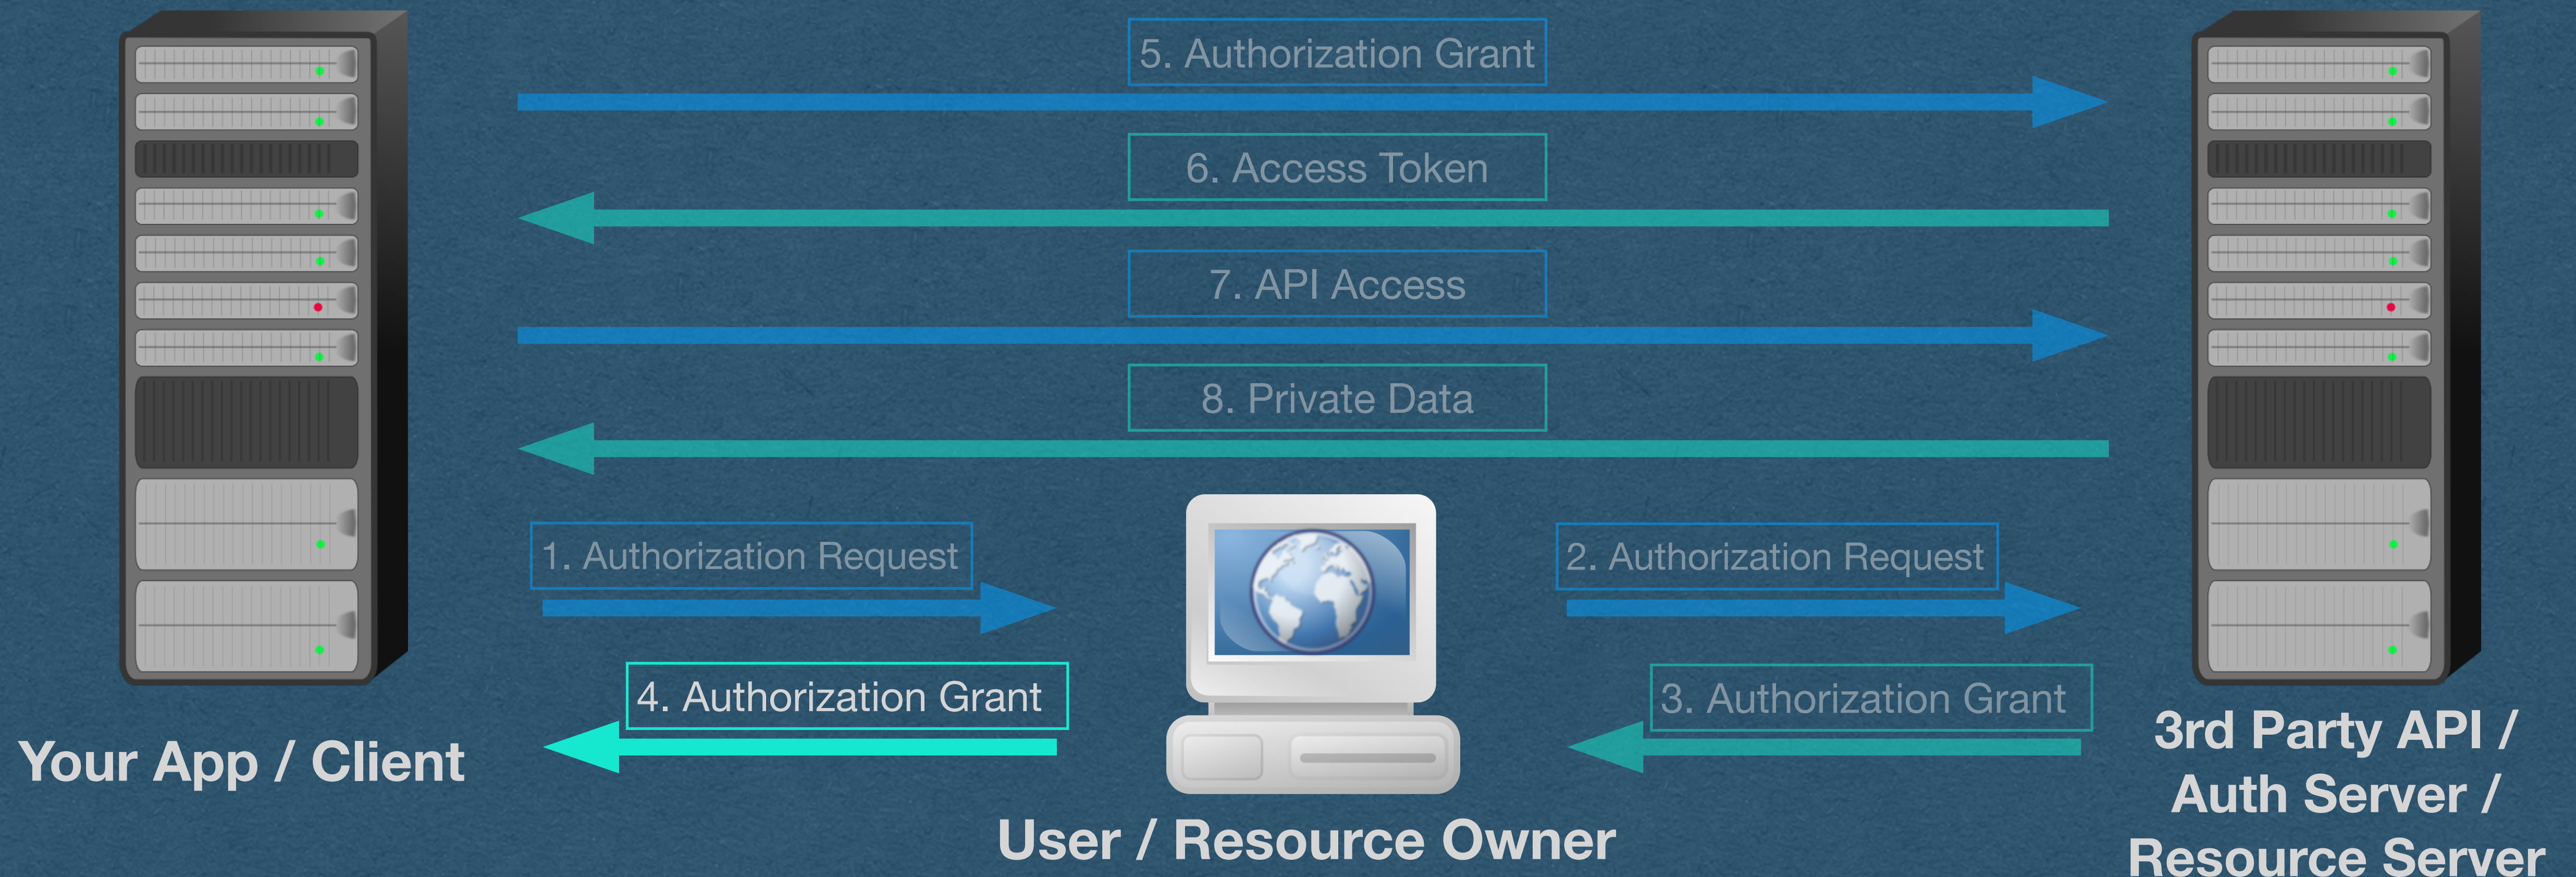 5. Authorization Grant
6. Access Token
7. API Access
8. Private Data
1. Authorization Request
2. Authorization Request
4. Authorization Grant
3. Authorization Grant
Your App / Client
User / Resource Owner
3rd Party API /
Auth Server /
Resource Server